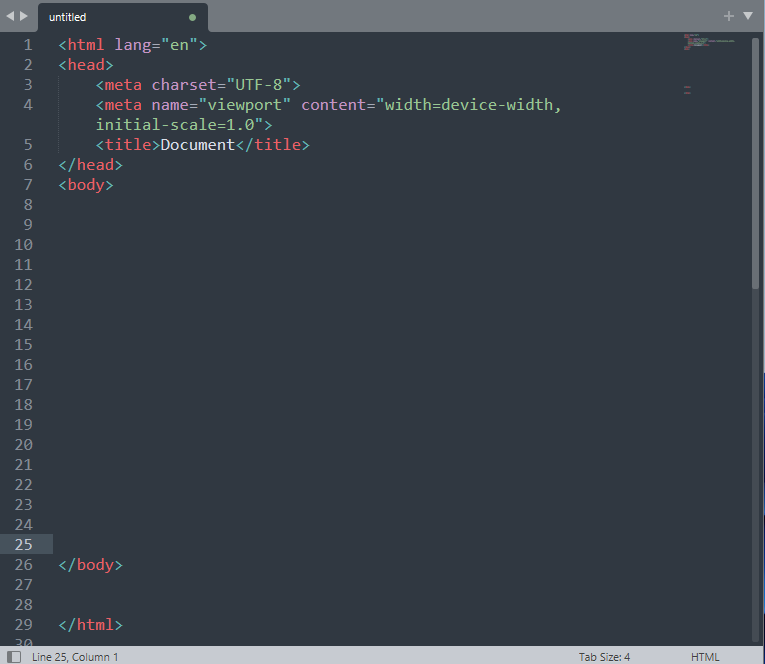 untitled
1 <html lang="en">
2 <head>
3 <meta charset="UTF-8">
4 <meta name="viewport" content="width=device-width,
initial-scale=1.0">
5 <title>Document</title>
6 </head>
7 <body>
8
9
10
11
12
13
14
15
16
17
18
19
20
21
22
23
24
25
26 </body>
27
28
29 </html>
30
Line 25, Column 1 Tab Size: 4 HTML